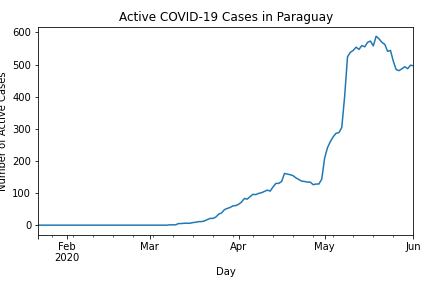 Active COVID-19 Cases in Paraguay
Number of Active Cases
600
500
400
300
200
100
0
Feb
2020
Mar
Apr
May
Jun
Day